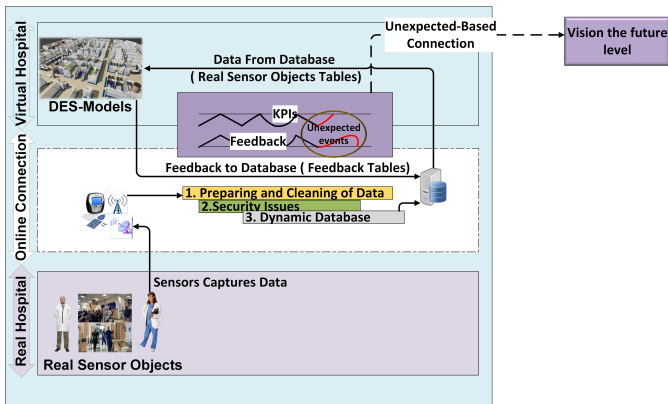 Unexpected-Based
Connection
Vision the future
level
Virtual Hospital
Data From Database
( Real Sensor Objects Tables)
DES-Models
KPIs
Unexpected
events
Feedback
Feedback to Database ( Feedback Tables)
Online Connection
1. Preparing and Cleaning of Data
2.Security Issues
3. Dynamic Database
Sensors Captures Data
Real Hospital
Real Sensor Objects